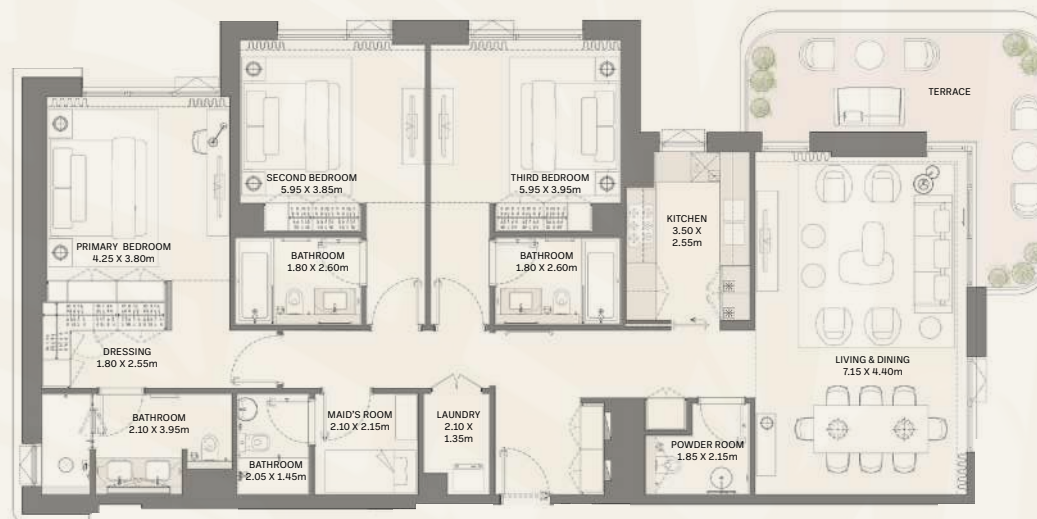 TERRACE
SECOND BEDROOM
5.95 X 3.85m
THIRD BEDROOM
5.95 X 3.95m
KITCHEN
3.50 X
2.55m
PRIMARY BEDROOM
4.25 X 3.80m
BATHROOM
1.80 X 2.60m
BATHROOM
1.80 X 2.60m
DRESSING
1.80 X 2.55m
LIVING & DINING
7.15 X 4.40m
BATHROOM
2.10 X 3.95m
MAID'S ROOM
2.10 X 2.15m
LAUNDRY
2.10 X
1.35m
POWDER ROOM
1.85 X 2.15m
BATHROOM
2.05 X 1.45m